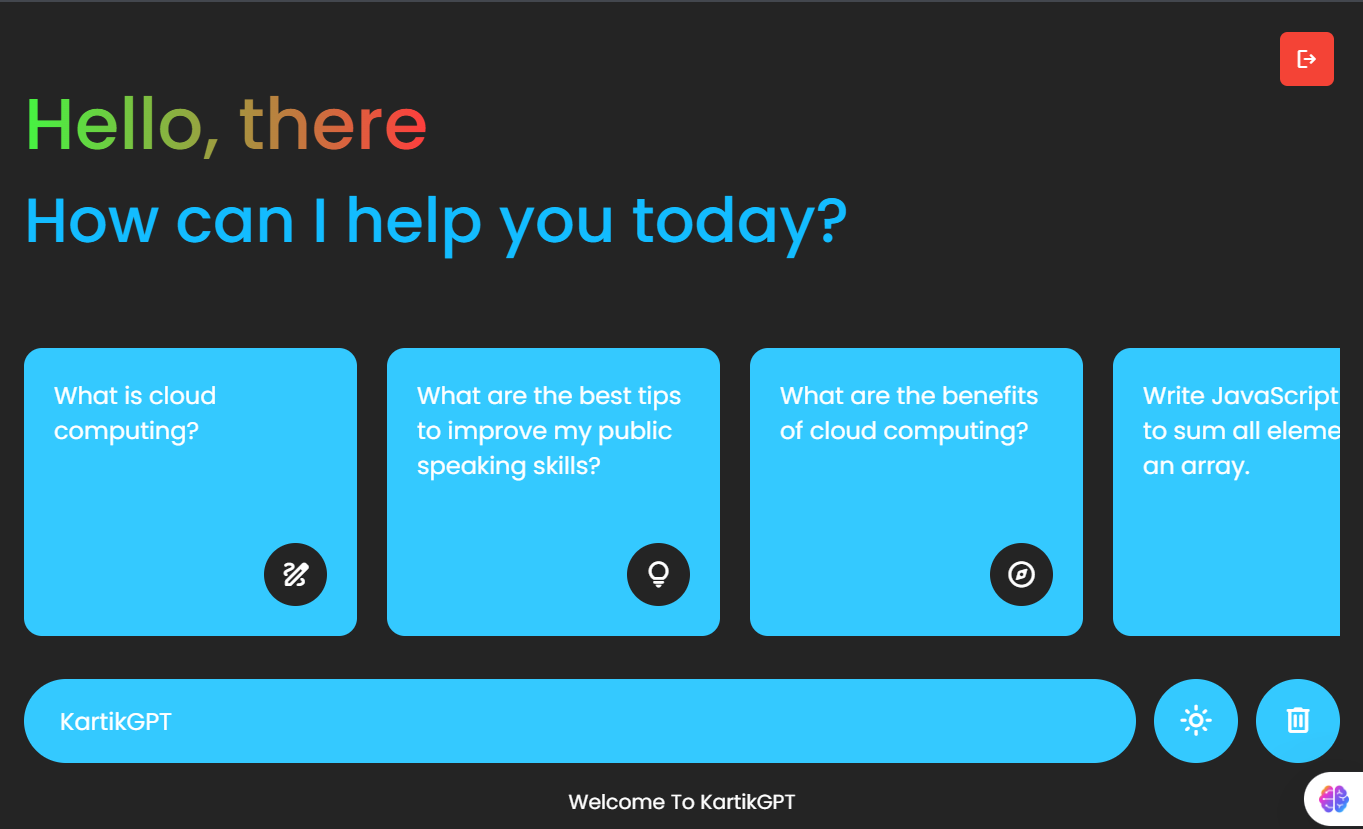 Hello, there
How can I help you today?
What is cloud
computing?
What are the best tips
to improve my public
speaking skills?
What are the benefits
of cloud computing?
Write JavaScript
to sum all eleme
an array.
KartikGPT
Welcome To KartikGPT